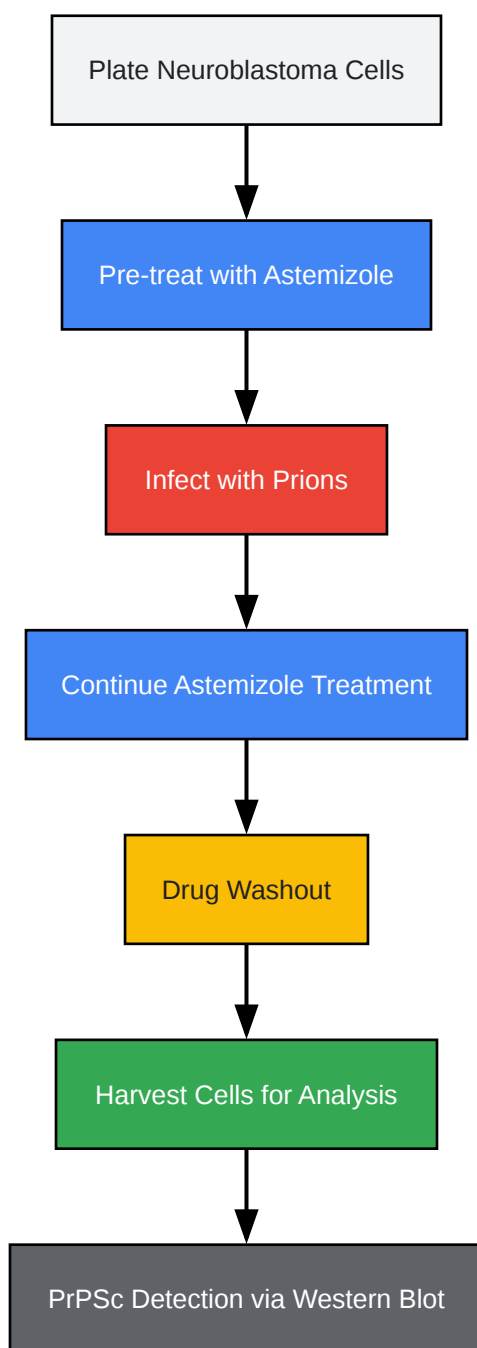 Plate Neuroblastoma Cells
Pre-treat with Astemizole
Infect with Prions
Continue Astemizole Treatment
Drug Washout
Harvest Cells for Analysis
PrPSc Detection via Western Blot